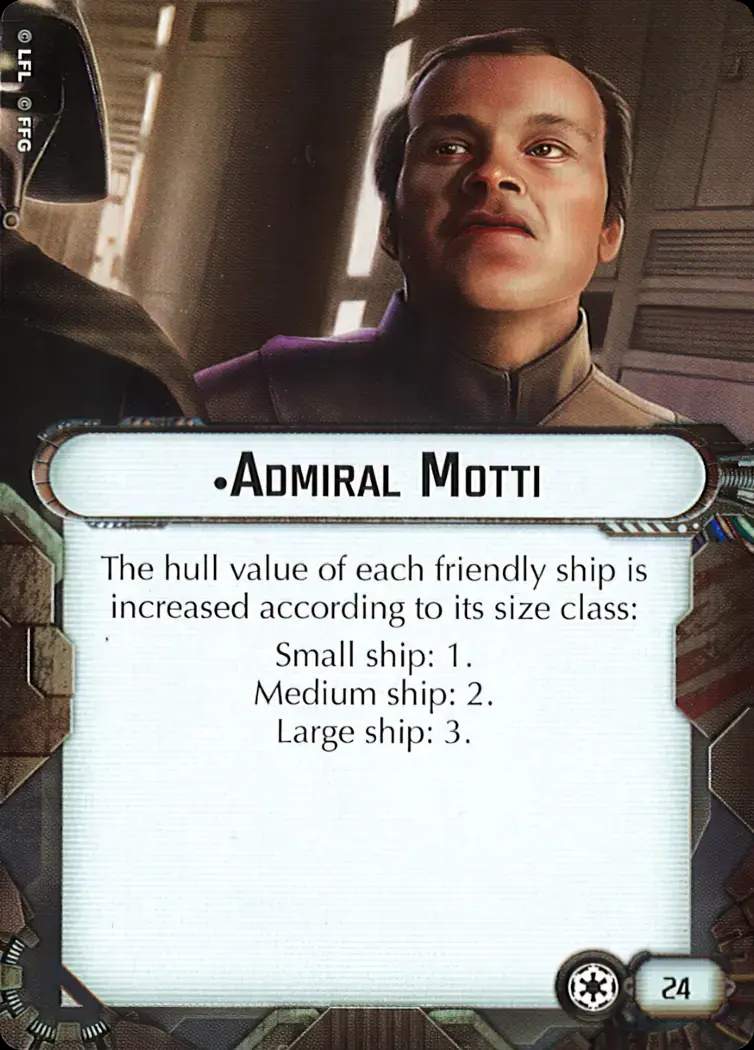 © LFL © FFG
•Admiral Motti
The hull value of each friendly ship is
increased according to its size class:
Small ship: 1.
Medium ship: 2.
Large ship: 3.
24